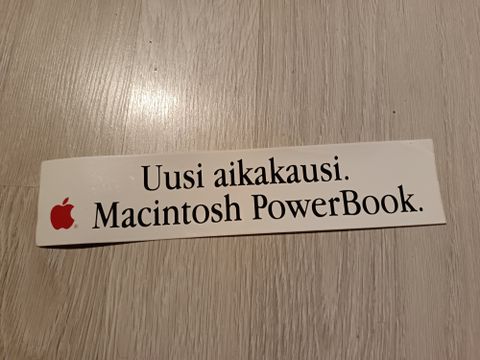 Uusi aikakausi.
Macintosh PowerBook.